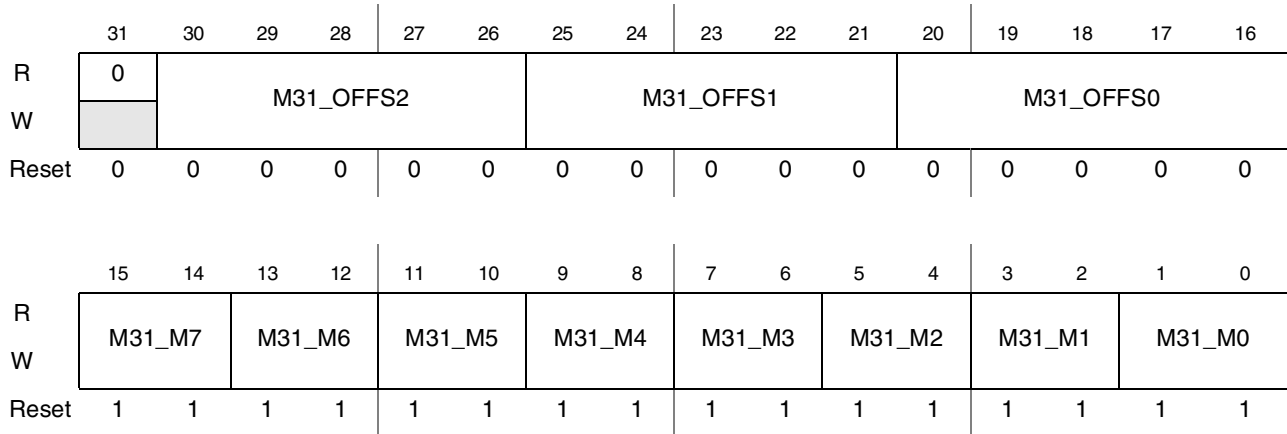 31 30 29 28 27 26 25 24 23 22 21 20 19 18 17 16
R 0 M31_OFFS2 M31_OFFS1 M31_OFFS0
W
Reset 0 0 0 0 0 0 0 0 0 0 0 0 0 0 0 0
15 14 13 12 11 10 9 8 7 6 5 4 3 2 1 0
R M31_M7 M31_M6 M31_M5 M31_M4 M31_M3 M31_M2 M31_M1 M31_M0
W
Reset 1 1 1 1 1 1 1 1 1 1 1 1 1 1 1 1